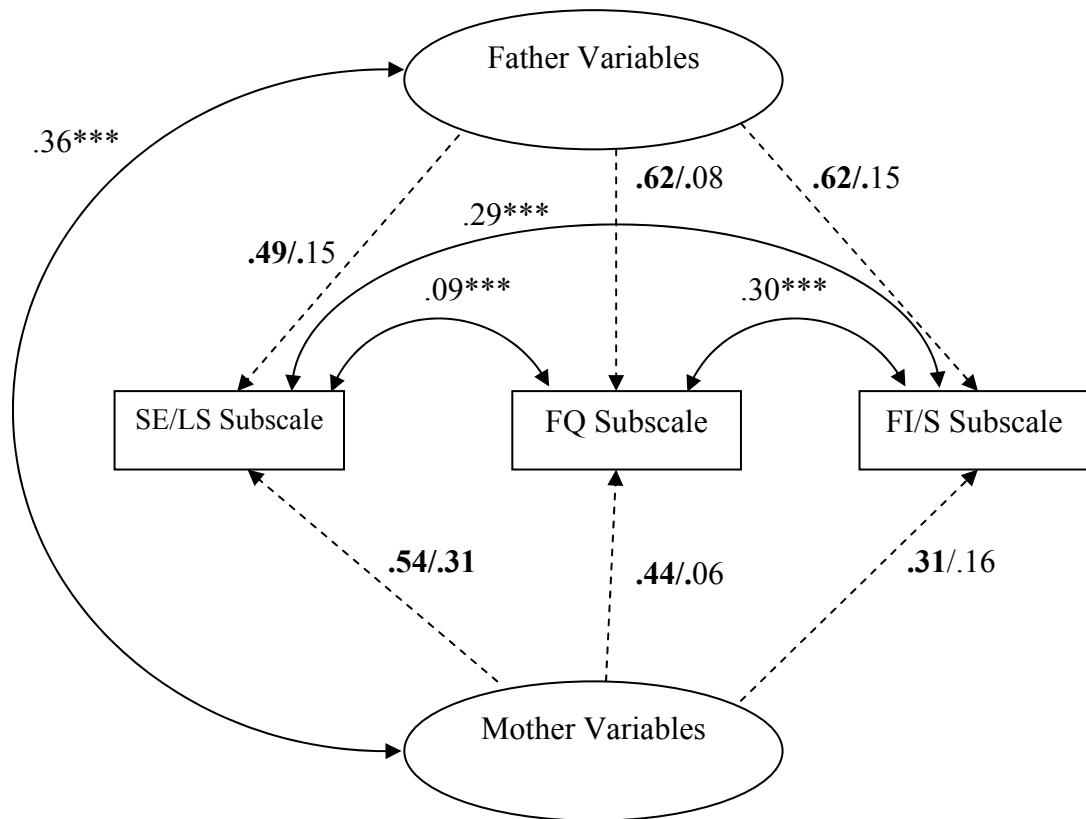 Father Variables
.36***
.62/.08
.62/.15
.29***
.49/.15
.09***
.30***
SE/LS Subscale
FQ Subscale
FI/S Subscale
.54/.31
.44/.06
.31/.16
Mother Variables